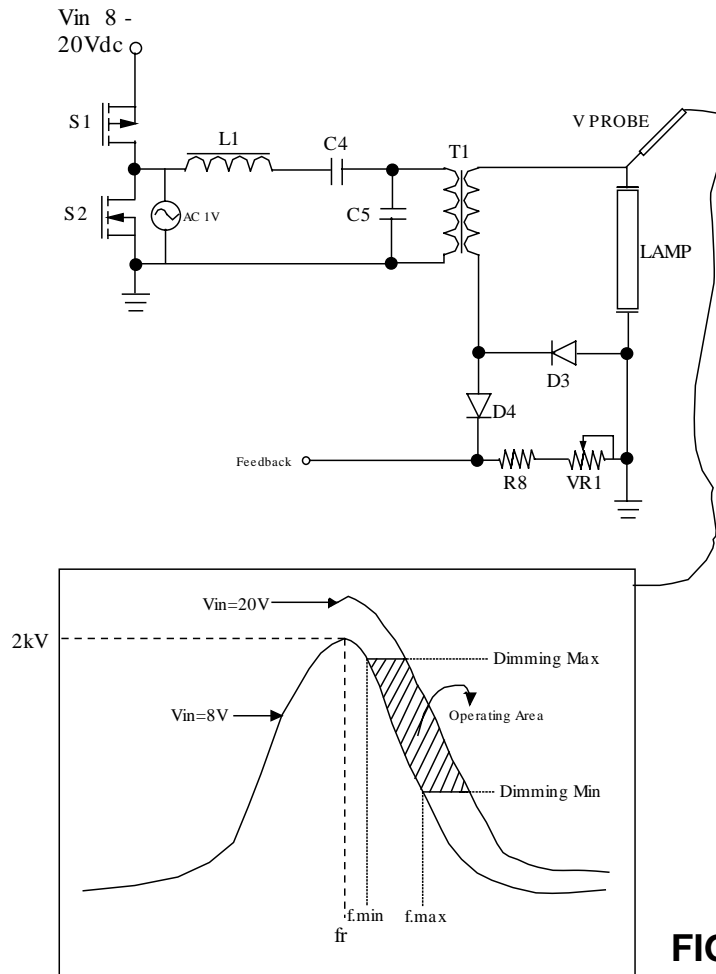 Vin 8 -
20Vdc
S1
L1
C4
T1
V PROBE
S2
AC 1V
C5
LAMP
D3
D4
Feedback
R8
VR1
Vin=20V
2kV
Dimming Max
Vin=8V
Operating Area
Dimming Min
f.min
f.max
fr
FIG